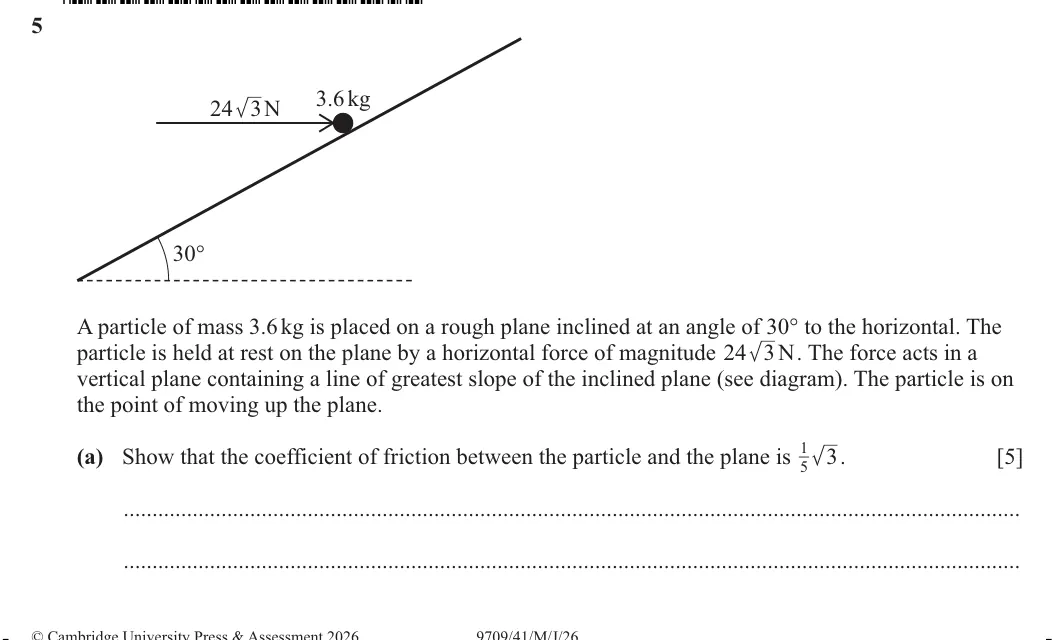 5
24√3 N
3.6 kg
30°
A particle of mass 3.6 kg is placed on a rough plane inclined at an angle of 30° to the horizontal. The
particle is held at rest on the plane by a horizontal force of magnitude 24√3 N. The force acts in a
vertical plane containing a line of greatest slope of the inclined plane (see diagram). The particle is on
the point of moving up the plane.
(a) Show that the coefficient of friction between the particle and the plane is 1/5 √3. [5]
© Cambridge University Press & Assessment 2026 9709/41/M/J/26